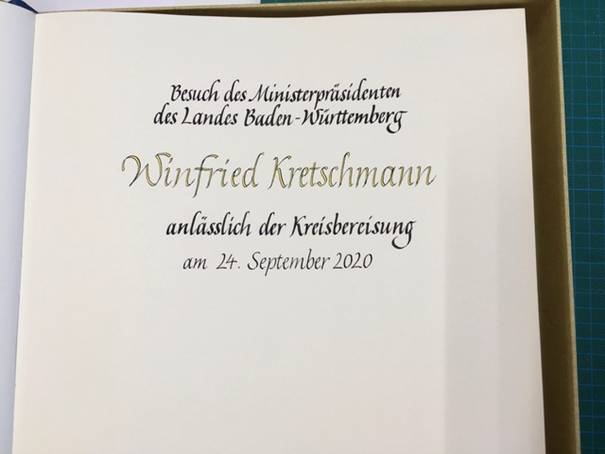 Besuch des Ministerpräsidenten
des Landes Baden-Württemberg
Winfried Kretschmann
anlässlich der Kreisbereisung
am 24. September 2020